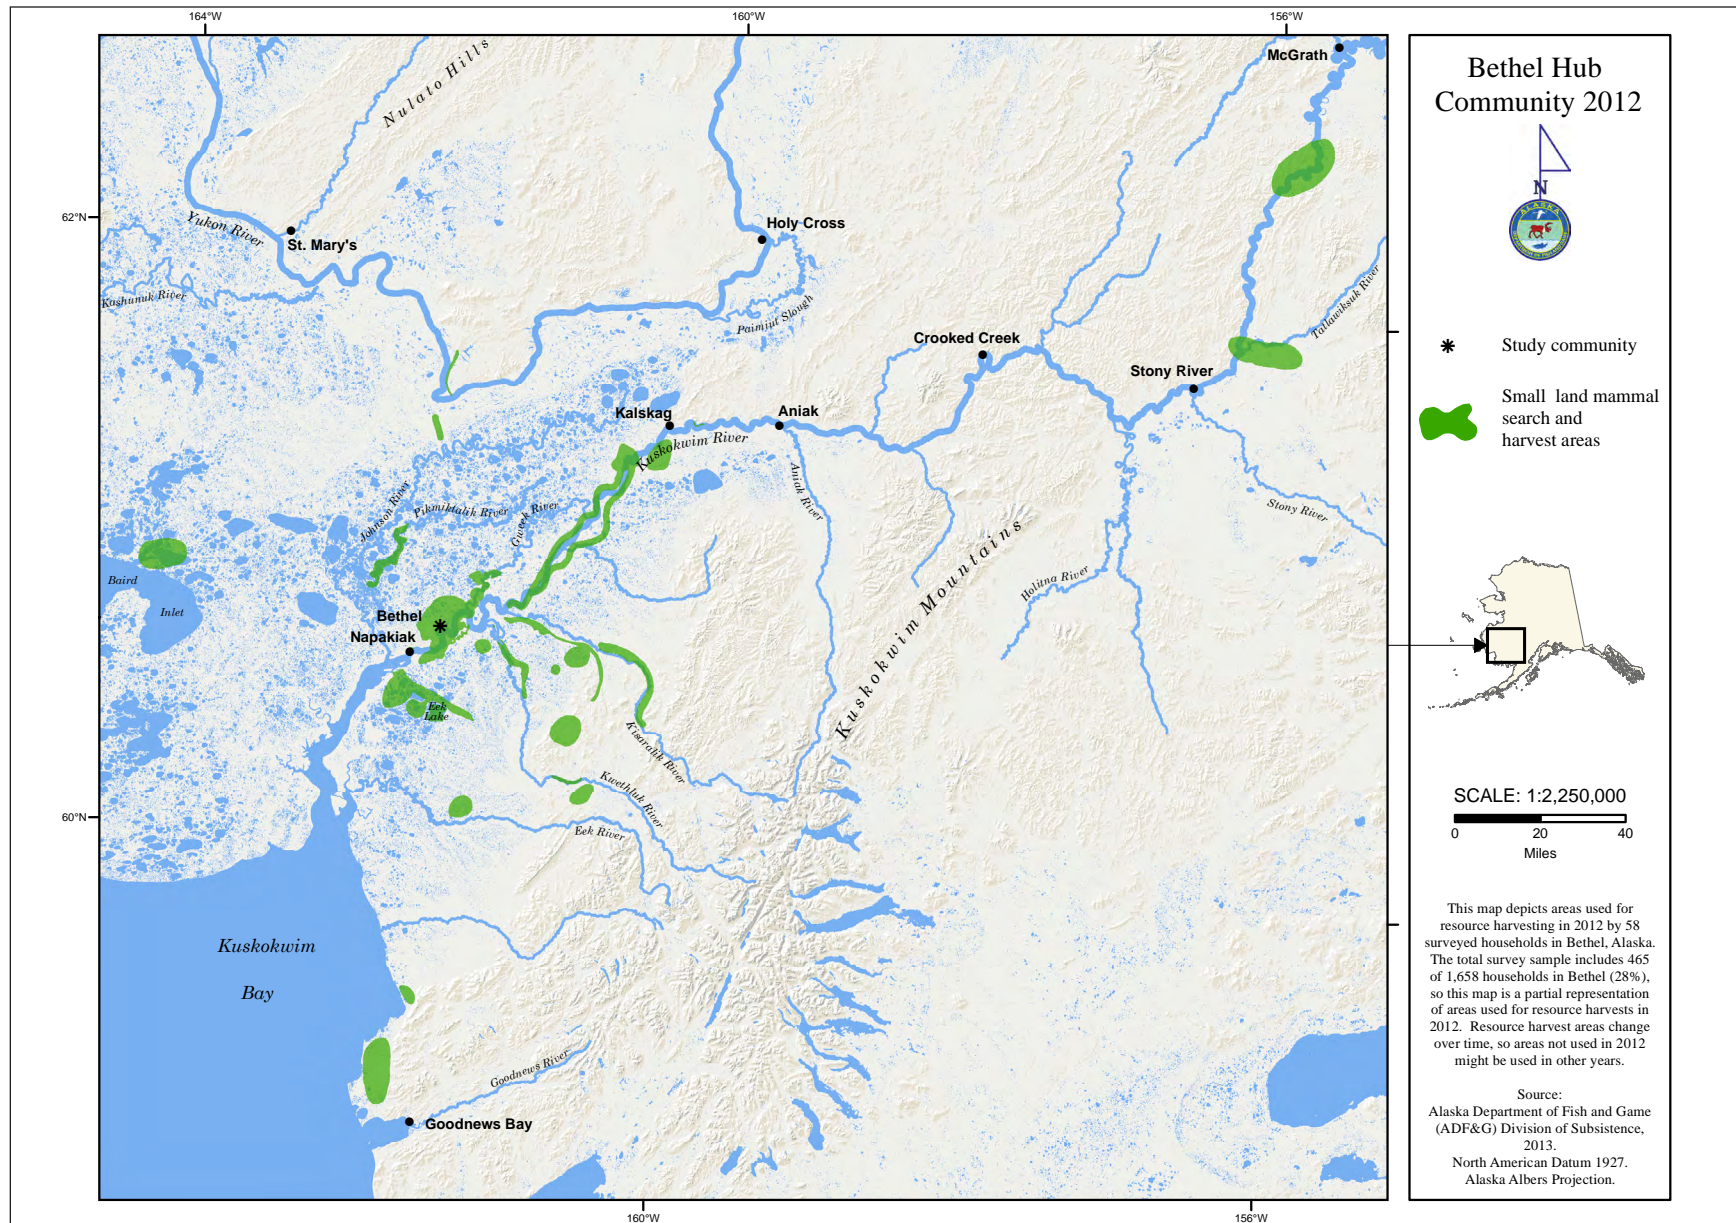 164°W
160°W
156°W
McGrath
Nulato Hills
62°N
Yukon River
St. Mary's
Holy Cross
Kashunuk River
Paimiut Slough
Tatlawiksuk River
Crooked Creek
Stony River
Kalskag
Aniak
Kuskokwim River
Johnson River
Pikmiktalik River
Gweek River
Aniak River
Stony River
Baird
Inlet
Holitna River
Kuskokwim Mountains
Bethel
Napakiak
Eek
Lake
Kisaralik River
Kwethluk River
60°N
Eek River
Kuskokwim
Bay
Goodnews River
Goodnews Bay
160°W
156°W
Bethel Hub
Community 2012
N
ALASKA
Study community
Small land mammal
search and
harvest areas
SCALE: 1:2,250,000
0 20 40
Miles
This map depicts areas used for
resource harvesting in 2012 by 58
surveyed households in Bethel, Alaska.
The total survey sample includes 465
of 1,658 households in Bethel (28%),
so this map is a partial representation
of areas used for resource harvests in
2012. Resource harvest areas change
over time, so areas not used in 2012
might be used in other years.
Source:
Alaska Department of Fish and Game
(ADF&G) Division of Subsistence,
2013.
North American Datum 1927.
Alaska Albers Projection.